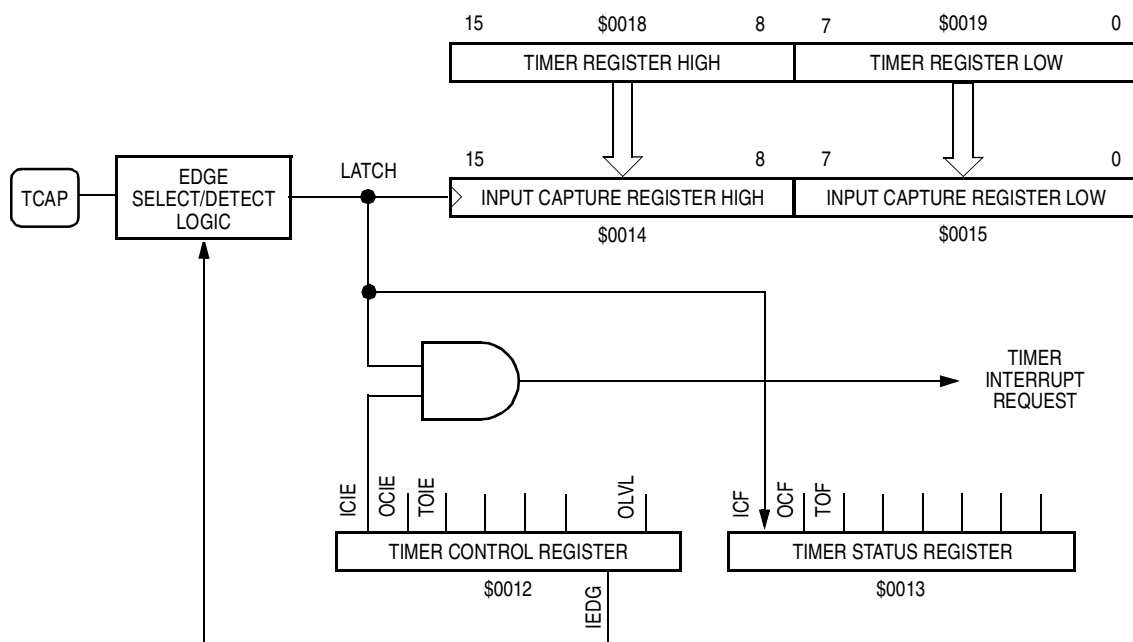 15 $0018 8 7 $0019 0
TIMER REGISTER HIGH TIMER REGISTER LOW
15 8 7 0
TCAP
EDGE
SELECT/DETECT
LOGIC
LATCH
INPUT CAPTURE REGISTER HIGH INPUT CAPTURE REGISTER LOW
$0014 $0015
TIMER
INTERRUPT
REQUEST
ICIE
OCIE
TOIE
OLVL
ICF
OCF
TOF
TIMER CONTROL REGISTER
TIMER STATUS REGISTER
$0012
IEDG
$0013